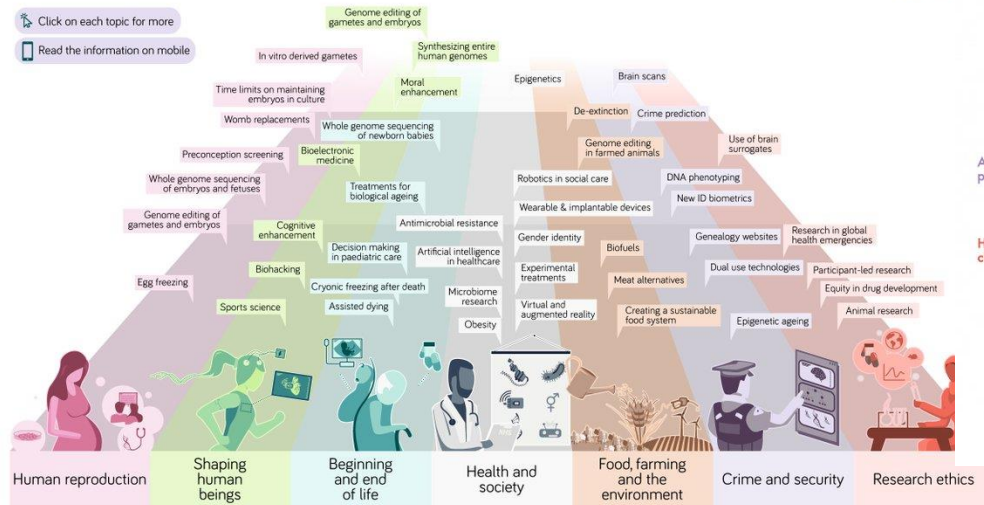 Click on each topic for more
Read the information on mobile
Genome editing of
gametes and embryos
Synthesizing entire
human genomes
In vitro derived gametes
Moral
enhancement
Epigenetics
Brain scans
Time limits on maintaining
embryos in culture
De-extinction
Crime prediction
Womb replacements
Whole genome sequencing
of newborn babies
Use of brain
surrogates
Preconception screening
Bioelectronic
medicine
Genome editing
in farmed animals
Whole genome sequencing
of embryos and fetuses
Treatments for
biological ageing
Robotics in social care
DNA phenotyping
Wearable & implantable devices
New ID biometrics
Genome editing of
gametes and embryos
Antimicrobial resistance
Cognitive
enhancement
Gender identity
Genealogy websites
Research in global
health emergencies
Decision making
in paediatric care
Artificial intelligence
in healthcare
Biofuels
Biohacking
Experimental
treatments
Dual use technologies
Participant-led research
Egg freezing
Cryonic freezing after death
Microbiome
research
Meat alternatives
Equity in drug development
Sports science
Assisted dying
Virtual and
augmented reality
Creating a sustainable
food system
Animal research
Obesity
Epigenetic ageing
Human reproduction
Shaping
human
beings
Beginning
and end
of life
Health and
society
Food, farming
and the
environment
Crime and security
Research ethics